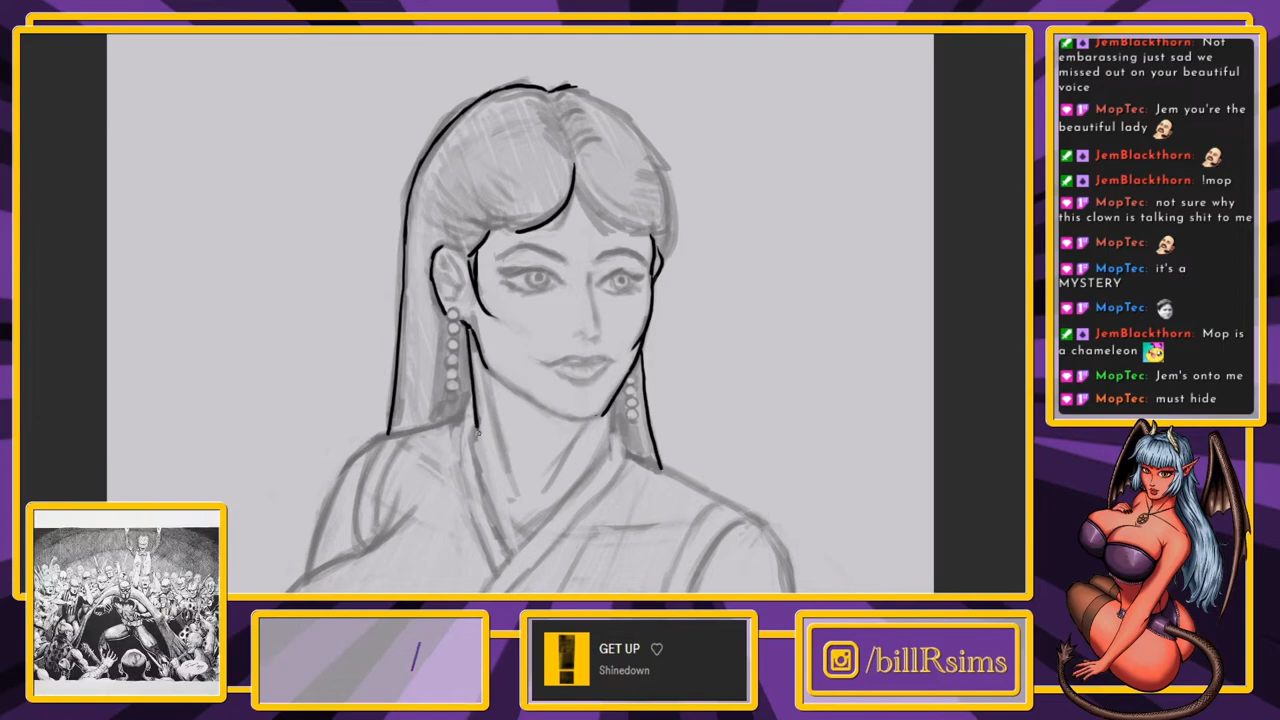 JemBlackthorn: Not
embarassing just sad we
missed out on your beautiful
voice
MopTec: Jem you're the
beautiful lady
JemBlackthorn:
JemBlackthorn: !mop
MopTec: not sure why
this clown is talking shit to me
MopTec:
MopTec: it's a
MYSTERY
MopTec:
JemBlackthorn: Mop is
a chameleon
MopTec: Jem's onto me
MopTec: must hide
GET UP
Shinedown
/billRsims